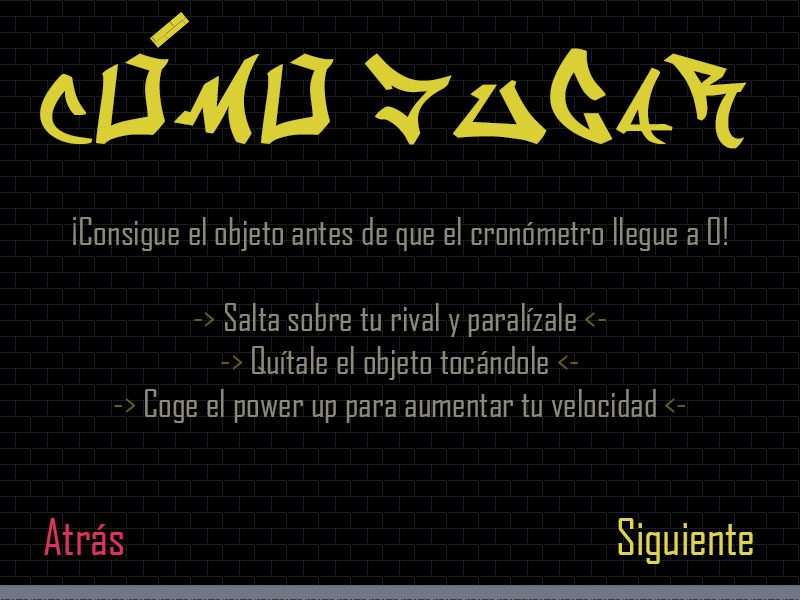 CÓMO JUGAR
¡Consigue el objeto antes de que el cronómetro llegue a 0!
-> Salta sobre tu rival y paralízale <-
-> Quítale el objeto tocándole <-
-> Coge el power up para aumentar tu velocidad <-
Atrás Siguiente